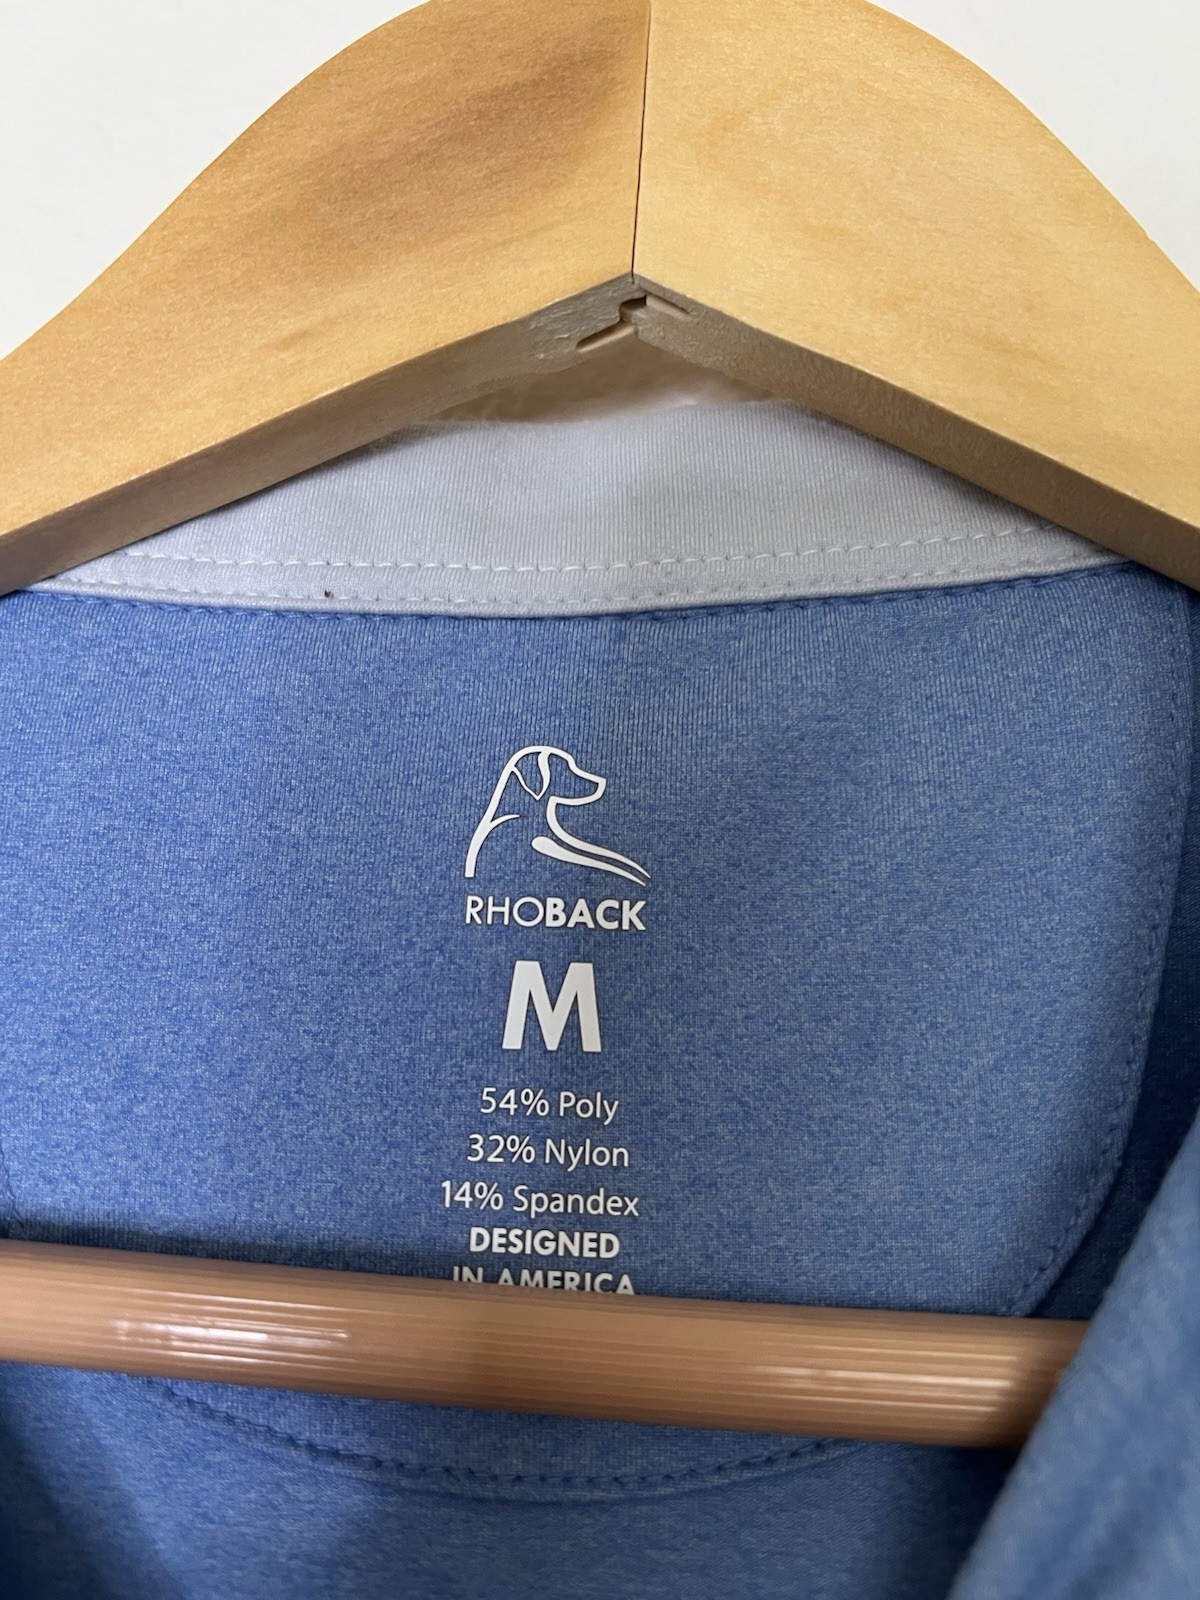 RHOBACK
M
54% Poly
32% Nylon
14% Spandex
DESIGNED
IN AMERICA